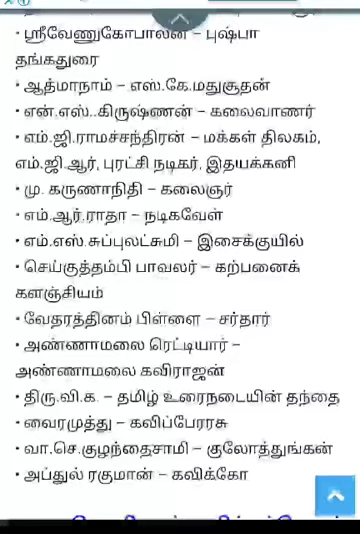 • ஸ்ரீவேணுகோபாலன் – புஷ்பா
தங்கதுரை
• ஆத்மாநாம் – எஸ்.கே.மதுசூதன்
• என்.எஸ்..கிருஷ்ணன் – கலைவாணர்
• எம்.ஜி.ராமச்சந்திரன் – மக்கள் திலகம்,
எம்.ஜி.ஆர், புரட்சி நடிகர், இதயக்கனி
• மு. கருணாநிதி – கலைஞர்
• எம்.ஆர்.ராதா – நடிகவேள்
• எம்.எஸ்.சுப்புலட்சுமி – இசைக்குயில்
• செய்குத்தம்பி பாவலர் – கற்பனைக்
களஞ்சியம்
• வேதரத்தினம் பிள்ளை – சர்தார்
• அண்ணாமலை ரெட்டியார் –
அண்ணாமலை கவிராஜன்
• திரு.வி.க. – தமிழ் உரைநடையின் தந்தை
• வைரமுத்து – கவிப்பேரரசு
• வா.செ.குழந்தைசாமி – குலோத்துங்கன்
• அப்துல் ரகுமான் – கவிக்கோ